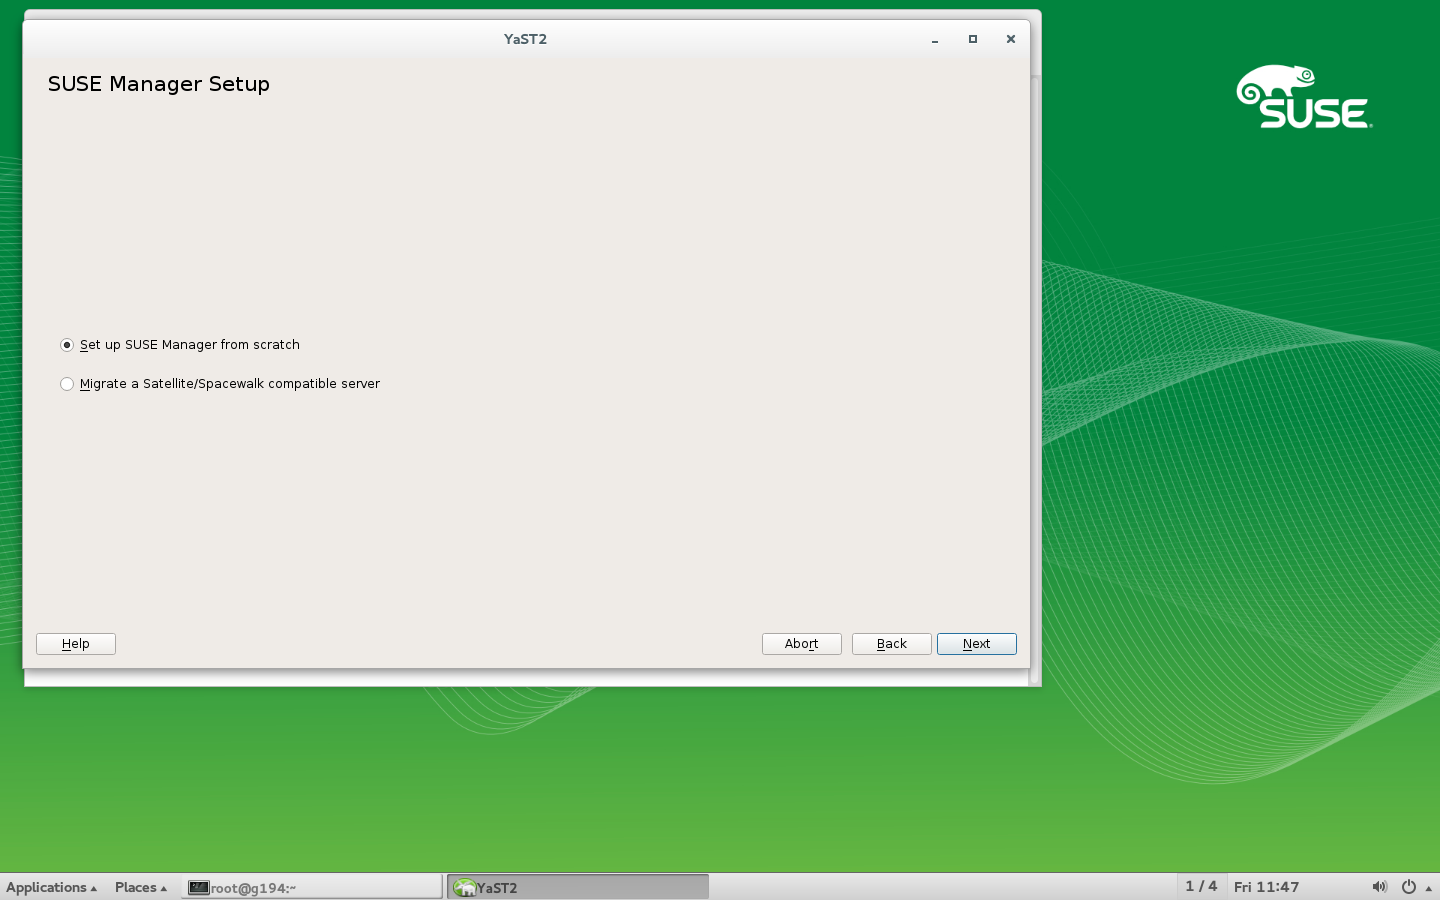 YaST2
SUSE Manager Setup
SUSE
Set up SUSE Manager from scratch
Migrate a Satellite/Spacewalk compatible server
Help
Abort
Back
Next
Applications
Places
root@g194:~
YaST2
1 / 4
Fri 11:47